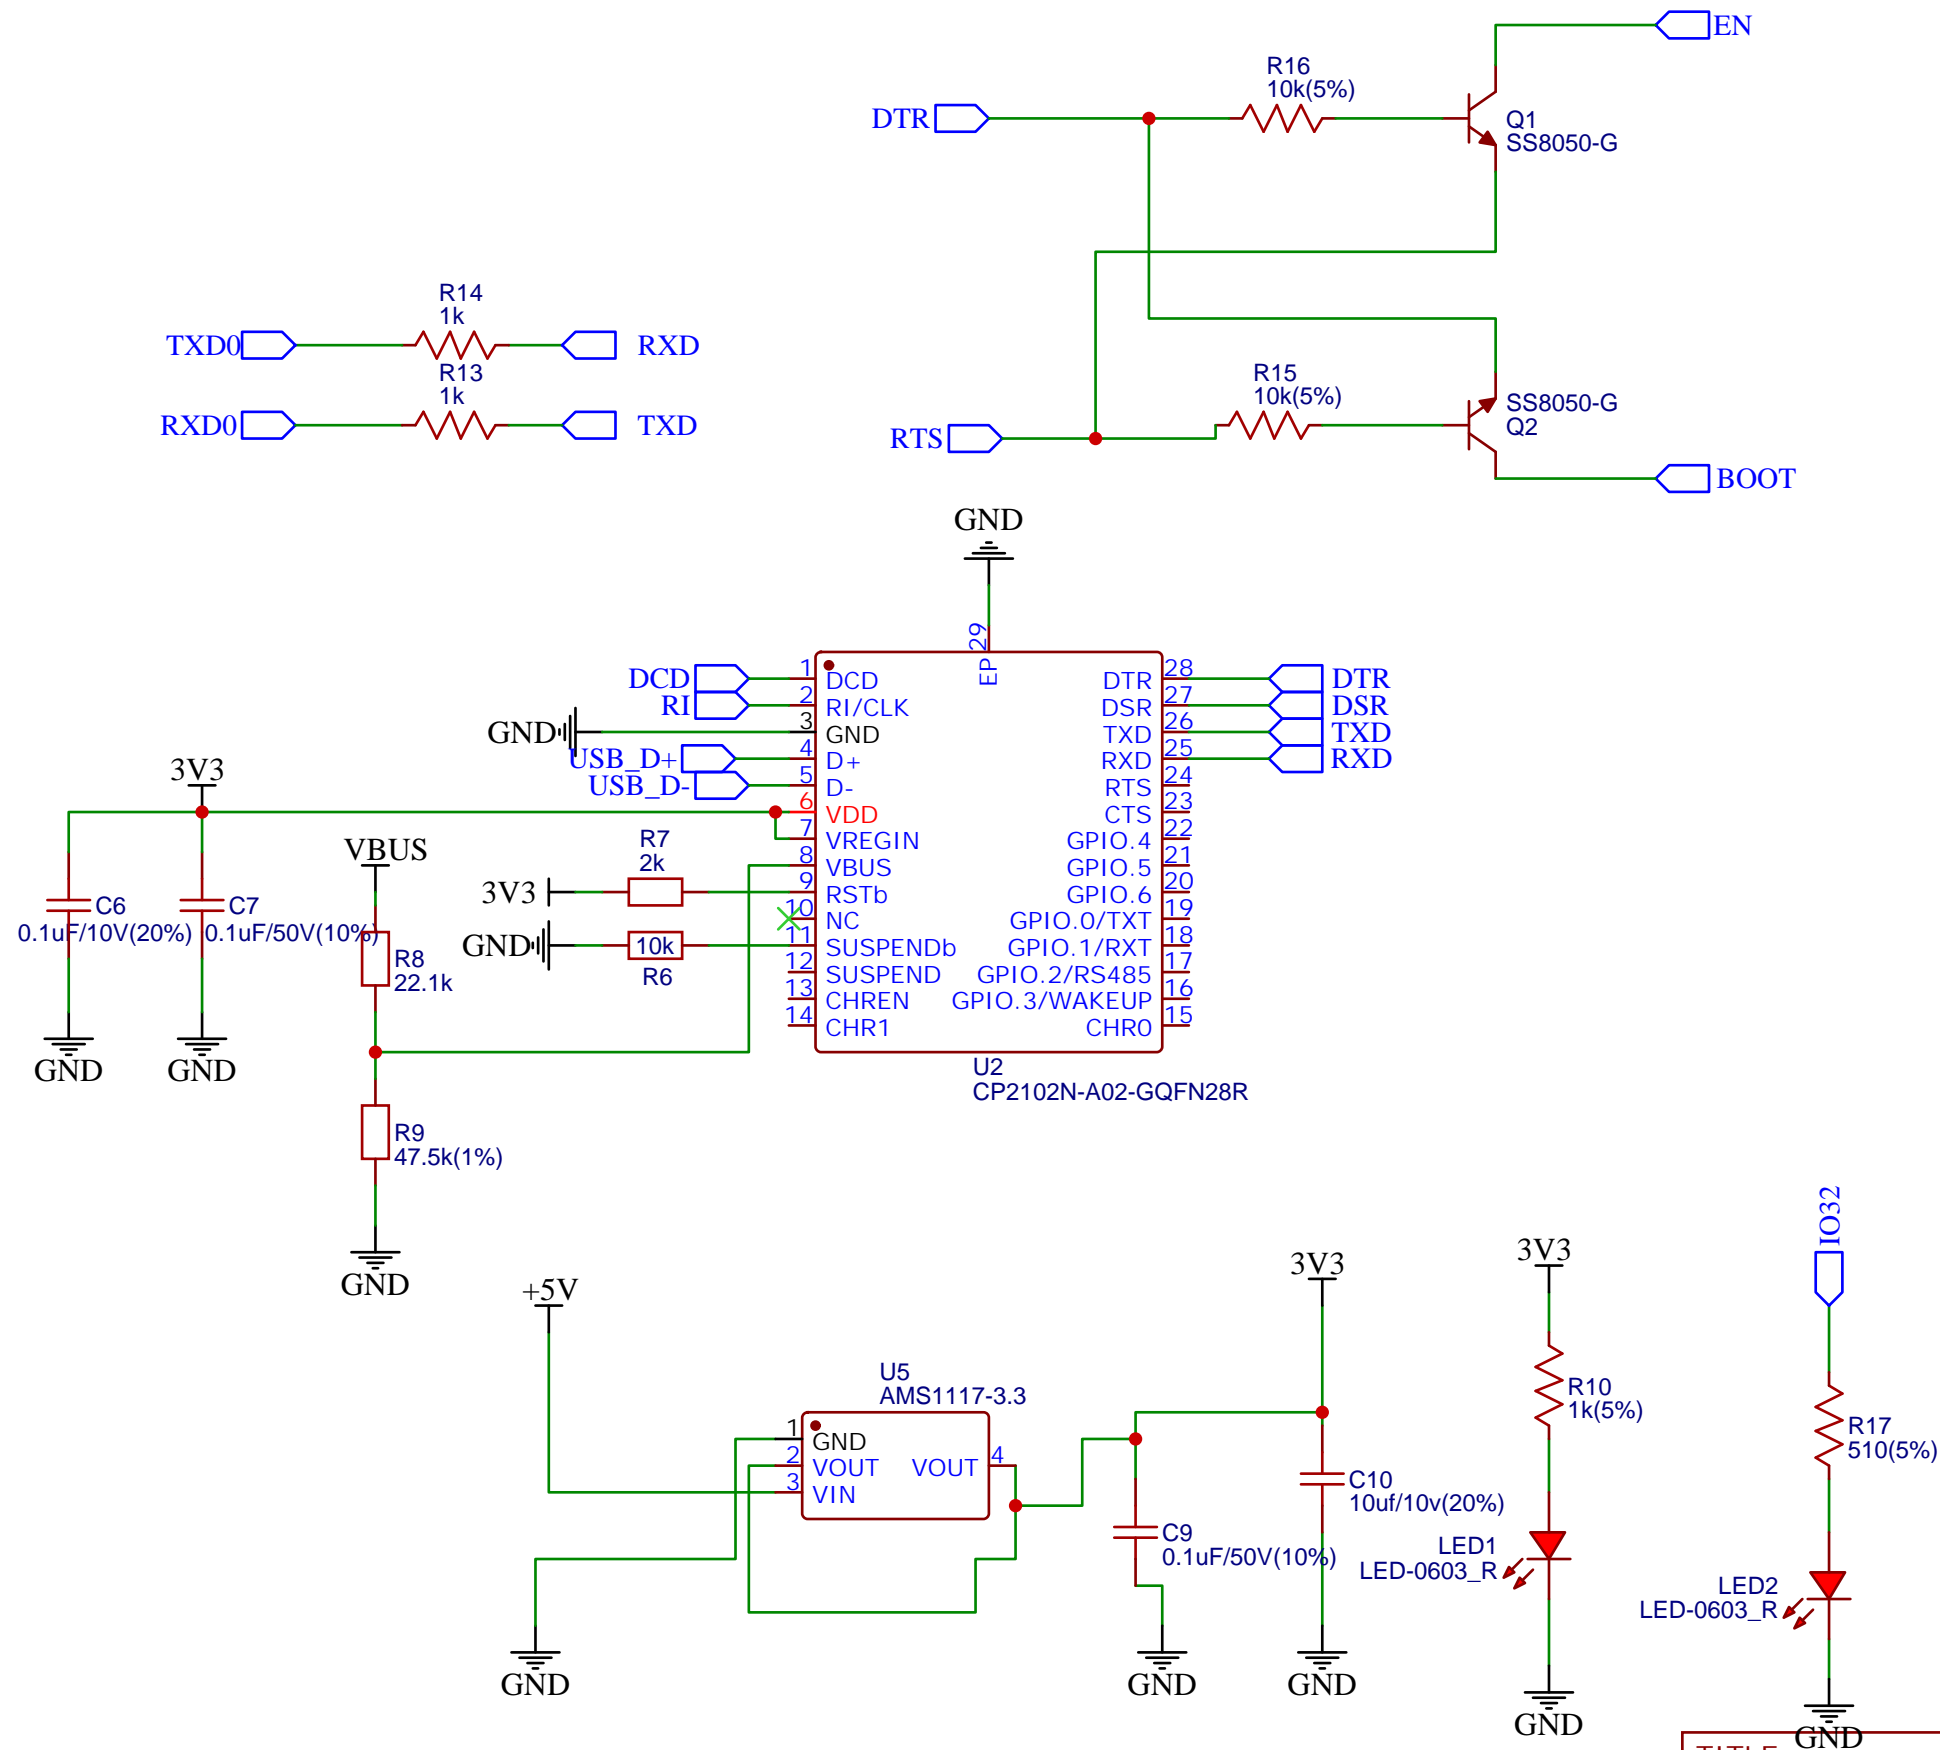 EN
R16
10k(5%)
DTR
Q1
SS8050-G
R14
1k
TXD0
RXD
R13
1k
RXD0
TXD
R15
10k(5%)
RTS
SS8050-G
Q2
BOOT
GND
29
EP
DCD 1 DCD
RI 2 RI/CLK
GND 3 GND
USB_D+ 4 D+
USB_D- 5 D-
6 VDD
7 VREGIN
8 VBUS
9 RSTb
10 NC
11 SUSPENDb
12 SUSPEND
13 CHREN
14 CHR1
DTR 28 DTR
DSR 27 DSR
TXD 26 TXD
RXD 25 RXD
RTS 24
CTS 23
GPIO.4 22
GPIO.5 21
GPIO.6 20
GPIO.0/TXT 19
GPIO.1/RXT 18
GPIO.2/RS485 17
GPIO.3/WAKEUP 16
CHR0 15
U2
CP2102N-A02-GQFN28R
3V3
VBUS
R7
2k
3V3
GND
10k
R6
C6
0.1uF/10V(20%)
C7
0.1uF/50V(10%)
R8
22.1k
GND
GND
R9
47.5k(1%)
GND
+5V
U5
AMS1117-3.3
1 GND
2 VOUT
3 VIN
VOUT 4
GND
3V3
C10
10uf/10v(20%)
C9
0.1uF/50V(10%)
GND
GND
3V3
R10
1k(5%)
LED1
LED-0603_R
GND
IO32
R17
510(5%)
LED2
LED-0603_R
GND
TITLE